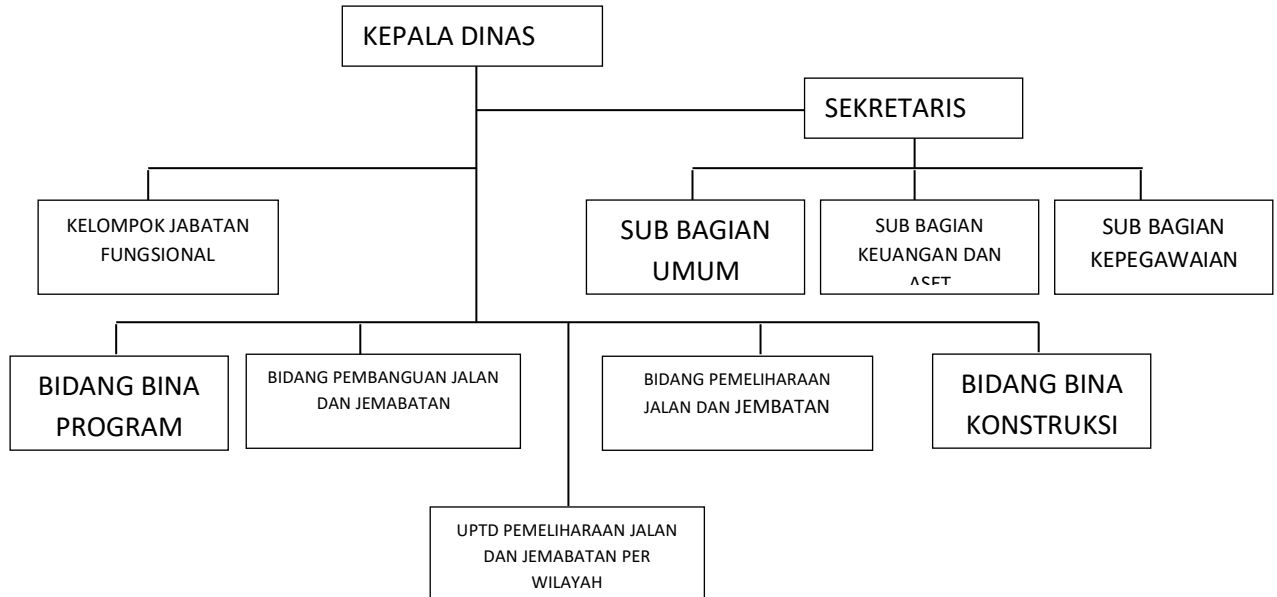 KEPALA DINAS
SEKRETARIS
KELOMPOK JABATAN
FUNGSIONAL
SUB BAGIAN
UMUM
SUB BAGIAN
KEUANGAN DAN
ASET
SUB BAGIAN
KEPEGAWAIAN
BIDANG BINA
PROGRAM
BIDANG PEMBANGUAN JALAN
DAN JEMABATAN
BIDANG PEMELIHARAAN
JALAN DAN JEMBATAN
BIDANG BINA
KONSTRUKSI
UPTD PEMELIHARAAN JALAN
DAN JEMABATAN PER
WILAYAH